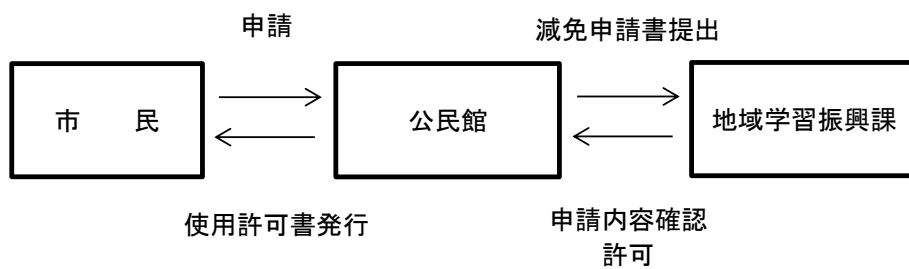 申請
減免申請書提出
市　　民
公民館
地域学習振興課
使用許可書発行
申請内容確認
許可